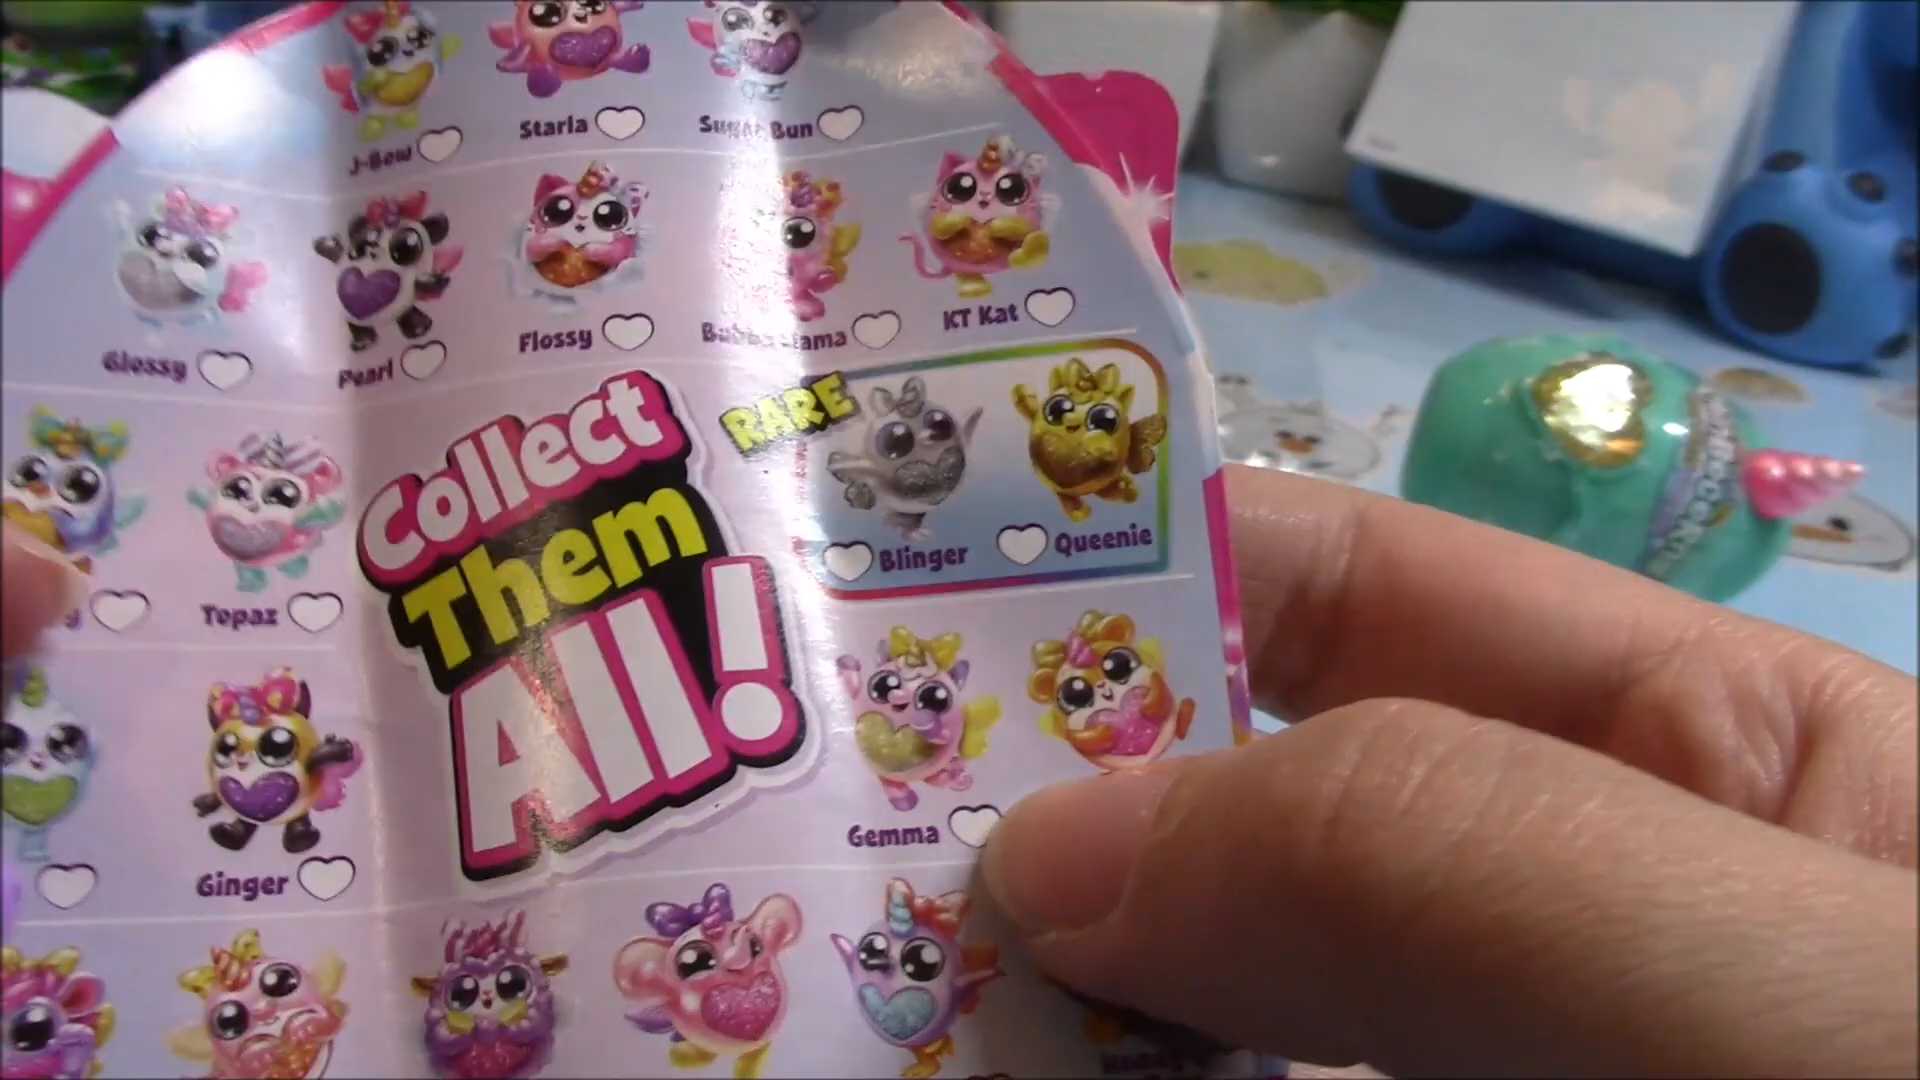 J-Bow
Starla
Sugar Bun
Glossy
Pearl
Flossy
KT Kat
RARE
Blinger
Queenie
Topaz
Collect
Them
All!
Ginger
Gemma